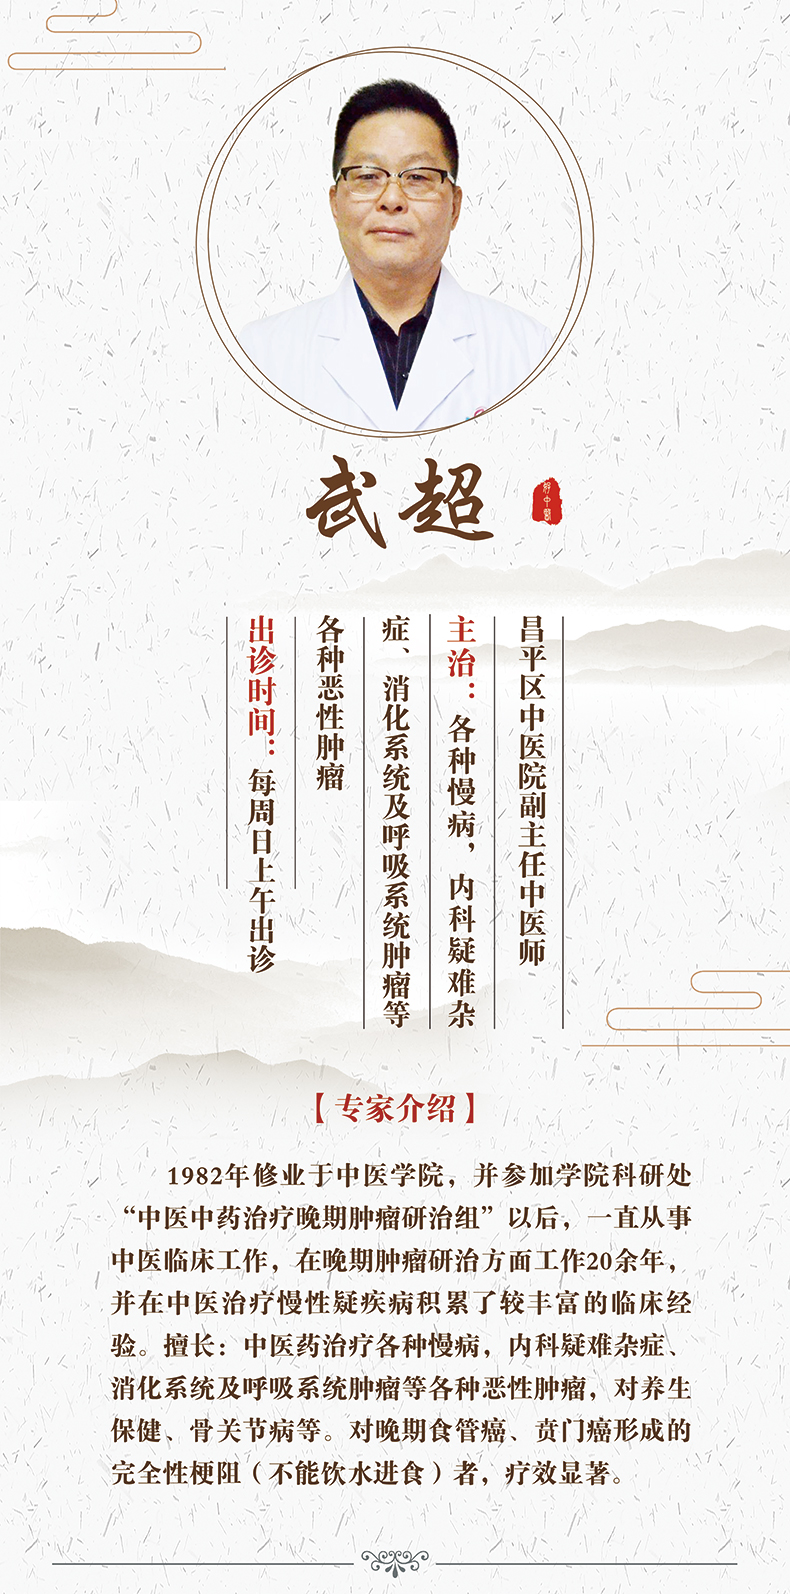 武超
好中醫
昌平区中医院副主任中医师
主治：各种慢病，内科疑难杂
症、消化系统及呼吸系统肿瘤等
各种恶性肿瘤
出诊时间：每周日上午出诊
【专家介绍】
1982年修业于中医学院，并参加学院科研处
“中医中药治疗晚期肿瘤研治组”以后，一直从事
中医临床工作，在晚期肿瘤研治方面工作20余年，
并在中医治疗慢性疑疾病积累了较丰富的临床经
验。擅长：中医药治疗各种慢病，内科疑难杂症、
消化系统及呼吸系统肿瘤等各种恶性肿瘤，对养生
保健、骨关节病等。对晚期食管癌、贲门癌形成的
完全性梗阻（不能饮水进食）者，疗效显著。